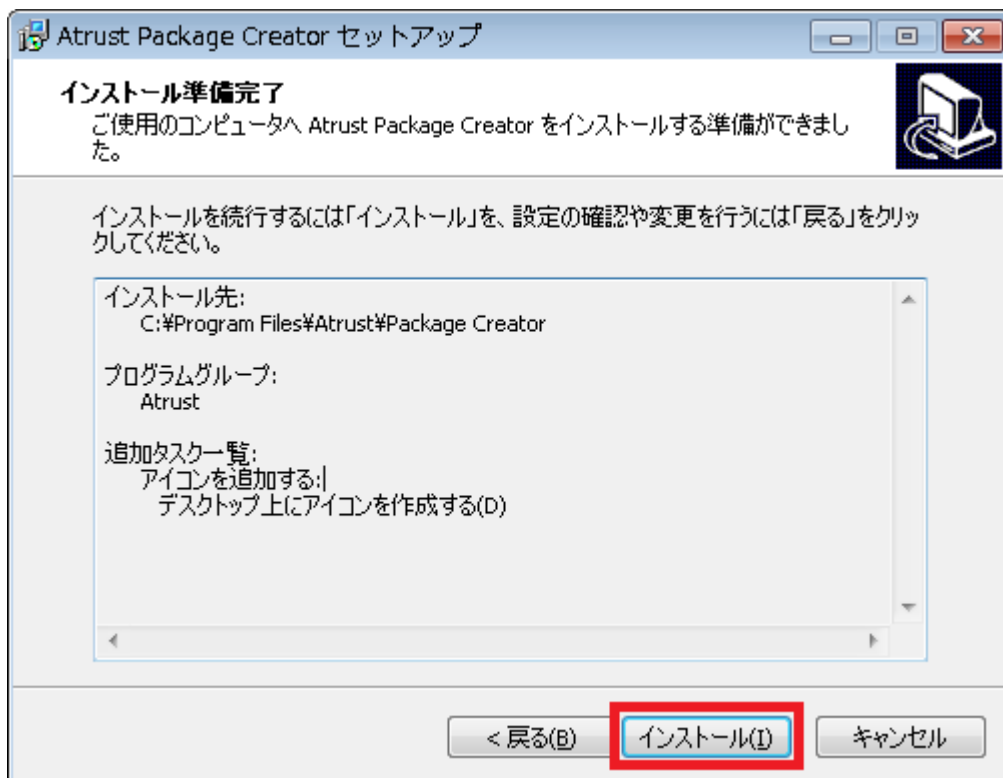 Atrust Package Creator セットアップ
インストール準備完了
ご使用のコンピュータへ Atrust Package Creator をインストールする準備ができまし
た。
インストールを続行するには「インストール」を、設定の確認や変更を行うには「戻る」をクリッ
クしてください。
インストール先:
C:¥Program Files¥Atrust¥Package Creator
プログラムグループ:
Atrust
追加タスク一覧:
アイコンを追加する:
デスクトップ上にアイコンを作成する(D)
< 戻る(B) インストール(I) キャンセル